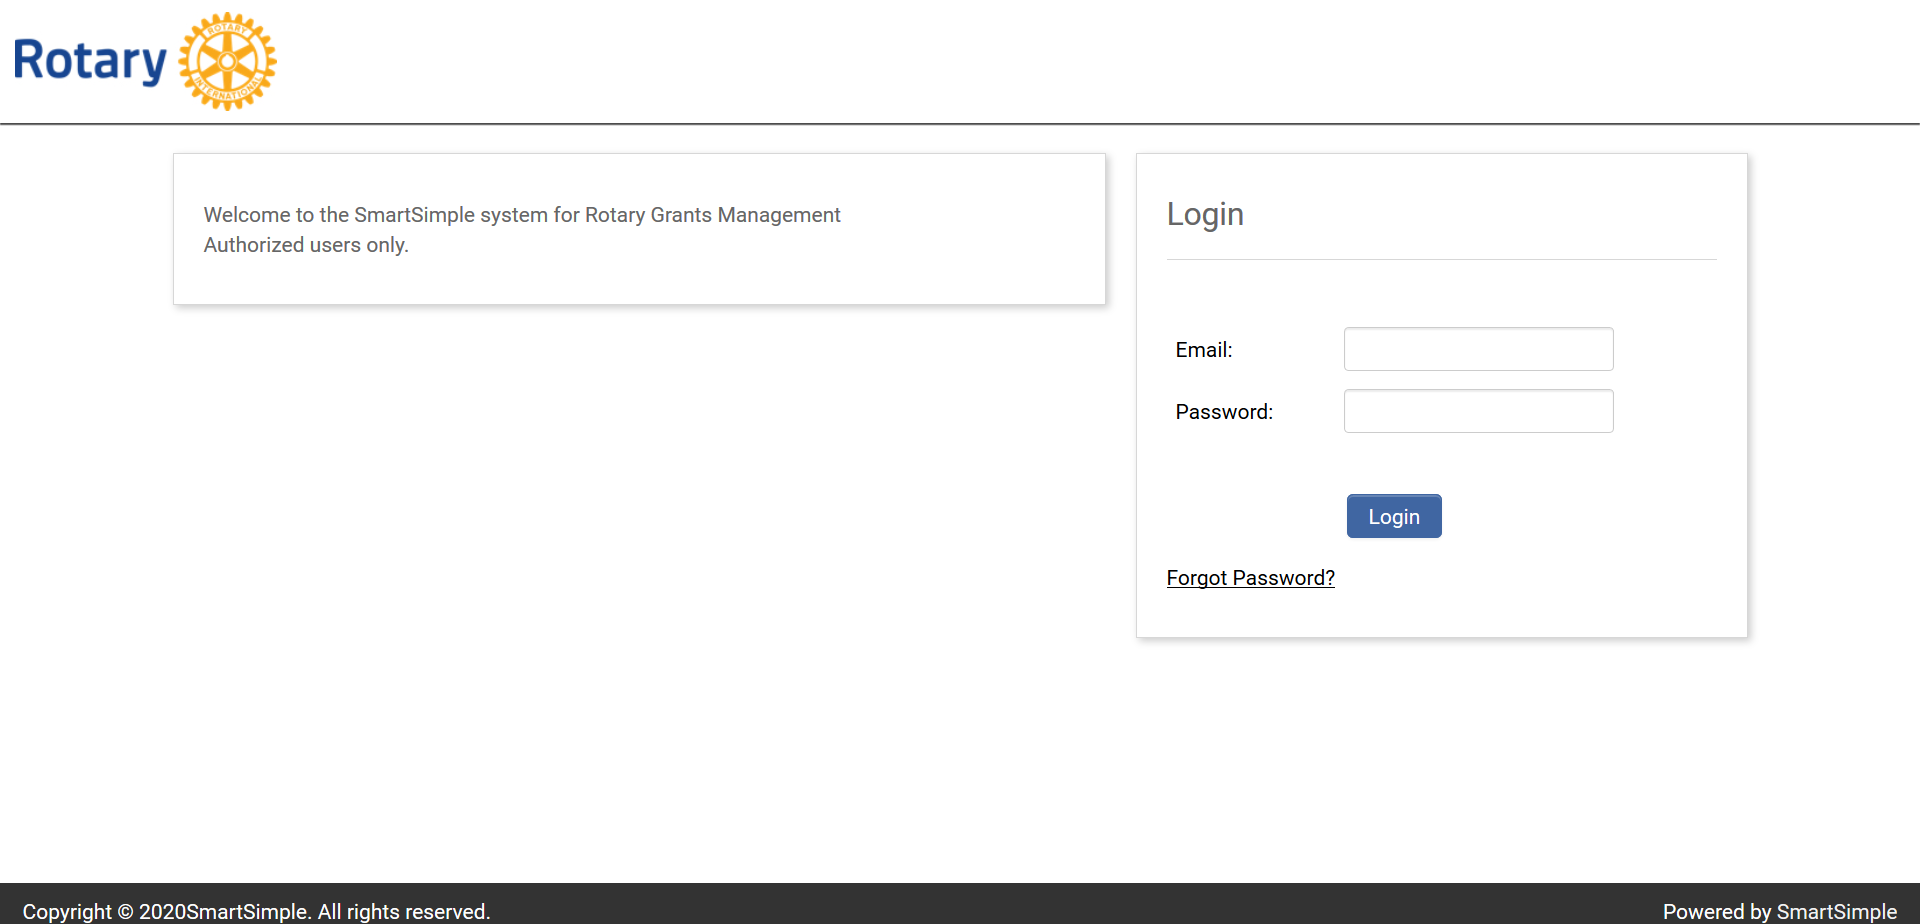 Rotary
ROTARY
INTERNATIONAL
Welcome to the SmartSimple system for Rotary Grants Management
Authorized users only.
Login
Email:
Password:
Login
Forgot Password?
Copyright © 2020SmartSimple. All rights reserved.
Powered by SmartSimple